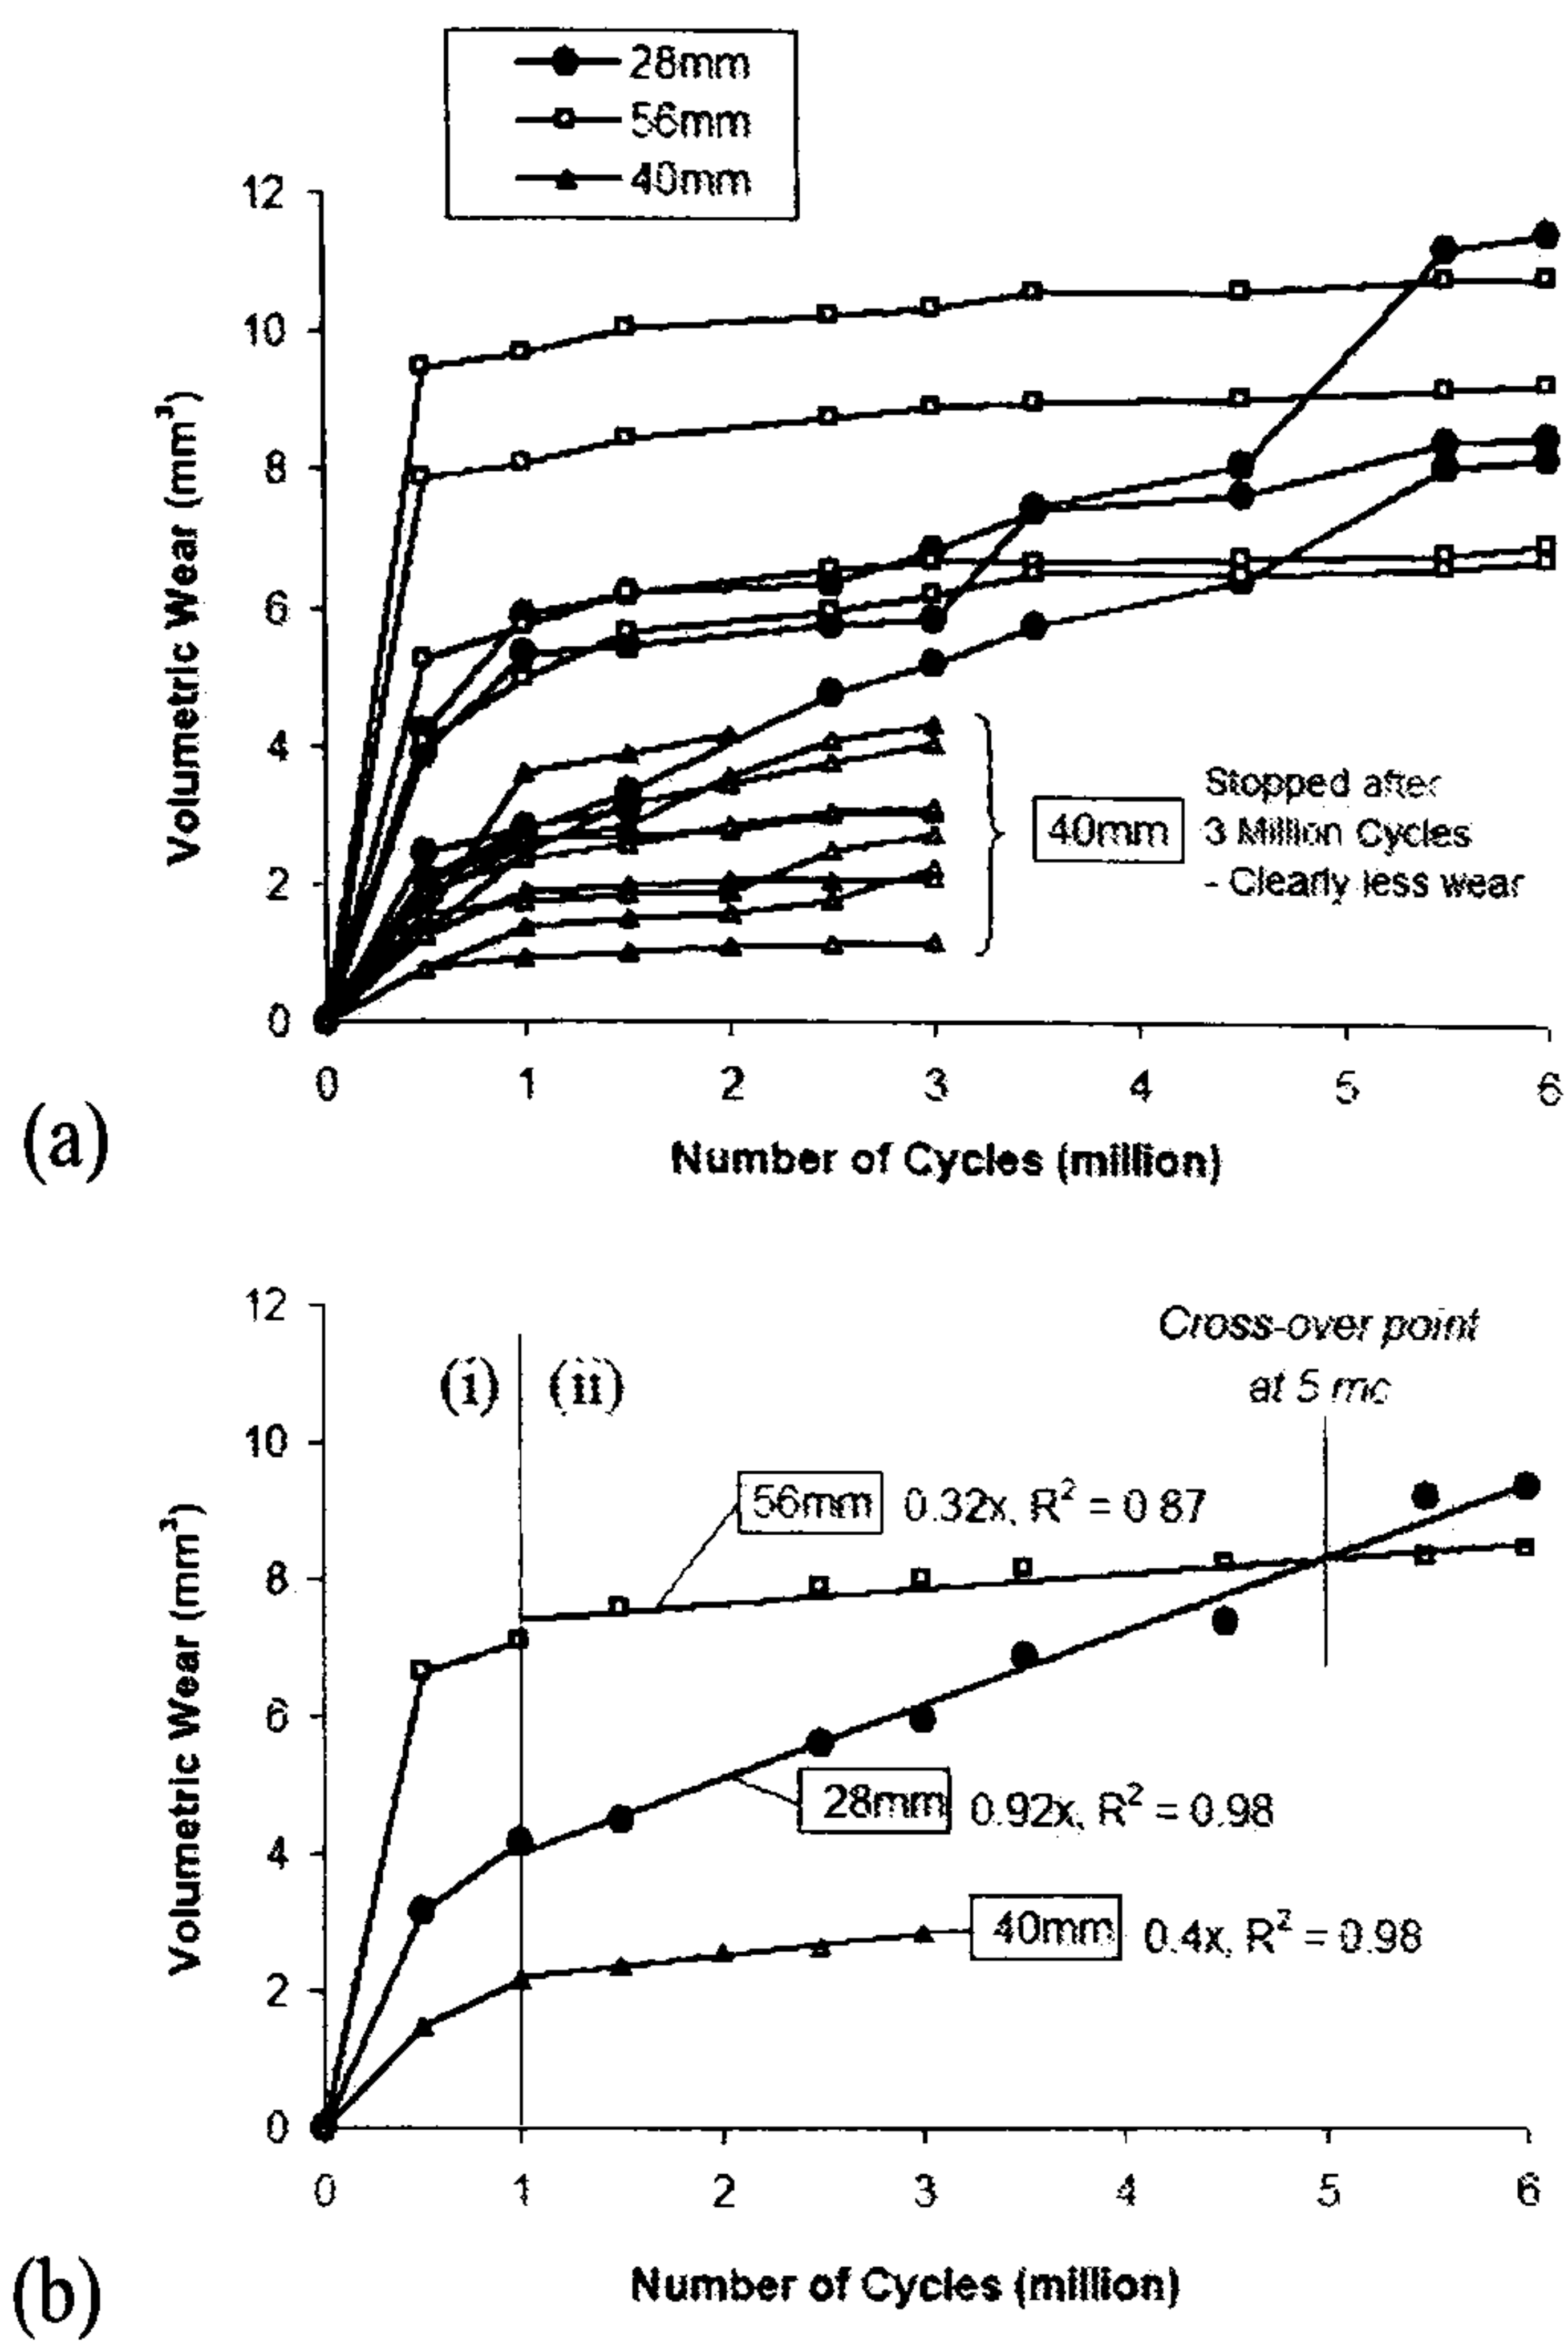 28mm
56mm
40mm
12
10
8
6
4
2
0
Volumetric Wear (mm³)
40mm
Stopped after
3 Million Cycles
- Clearly less wear
0 1 2 3 4 5 6
Number of Cycles (million)
(a)
12
10
8
6
4
2
0
Volumetric Wear (mm³)
(i) (ii)
Cross-over point
at 5 mc
56mm 0.32x, R² = 0.87
28mm 0.92x, R² = 0.98
40mm 0.4x, R² = 0.98
0 1 2 3 4 5 6
Number of Cycles (million)
(b)